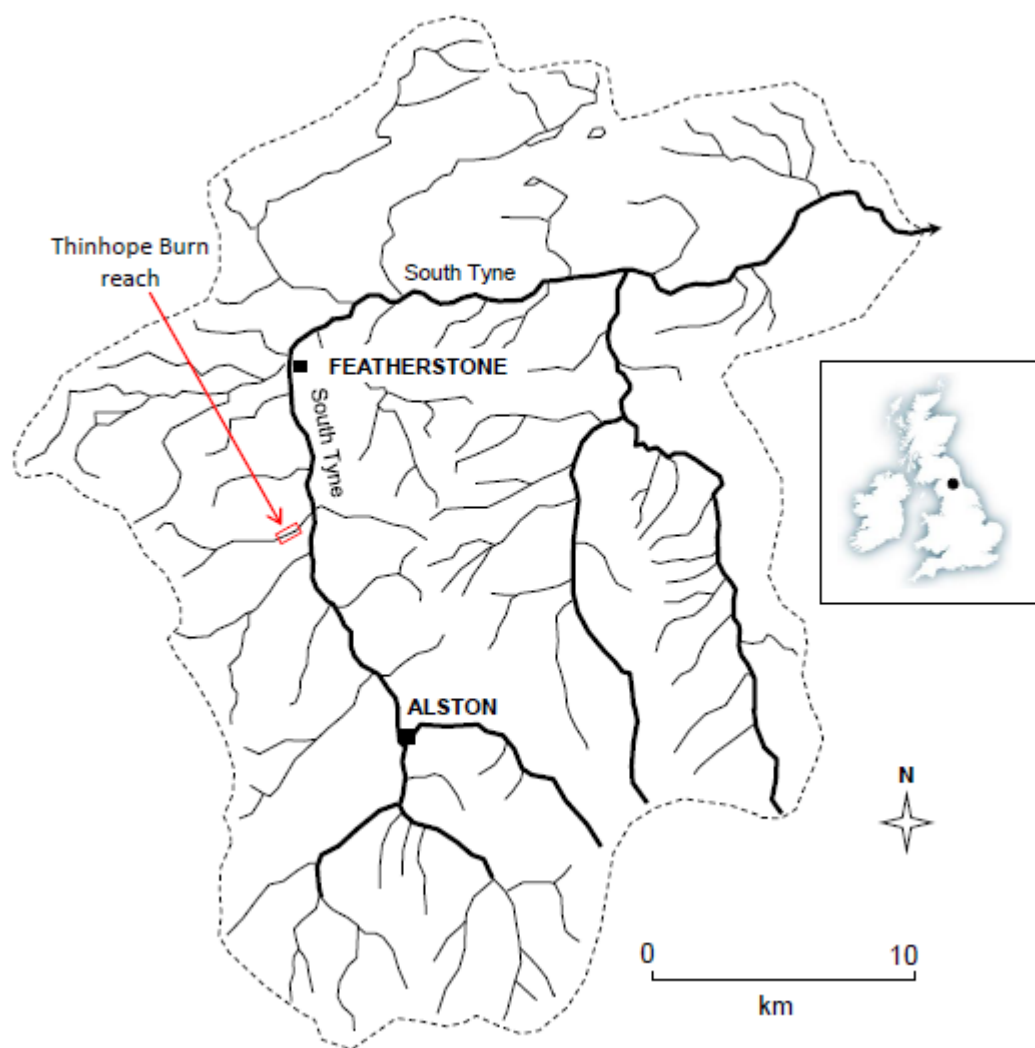 Thinhope Burn
reach
South Tyne
FEATHERSTONE
South Tyne
ALSTON
N
0 10
km